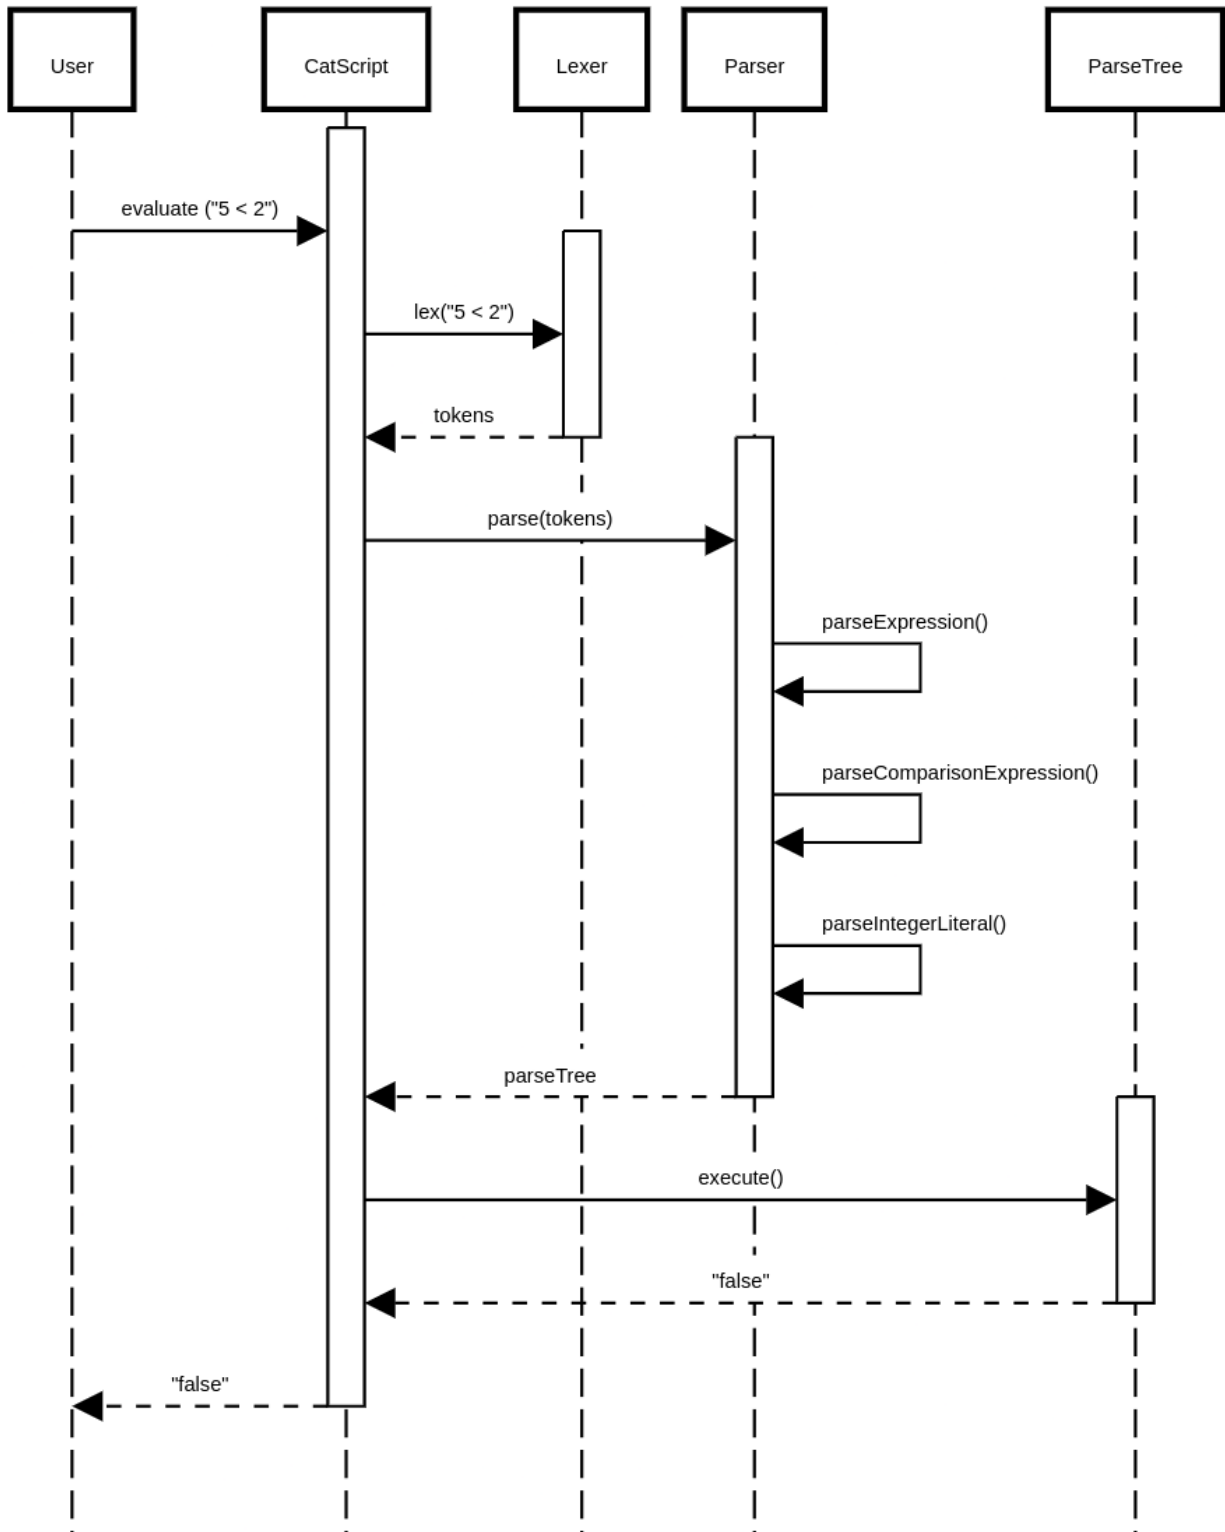 User
CatScript
Lexer
Parser
ParseTree
evaluate ("5 < 2")
lex("5 < 2")
tokens
parse(tokens)
parseExpression()
parseComparisonExpression()
parseIntegerLiteral()
parseTree
execute()
"false"
"false"